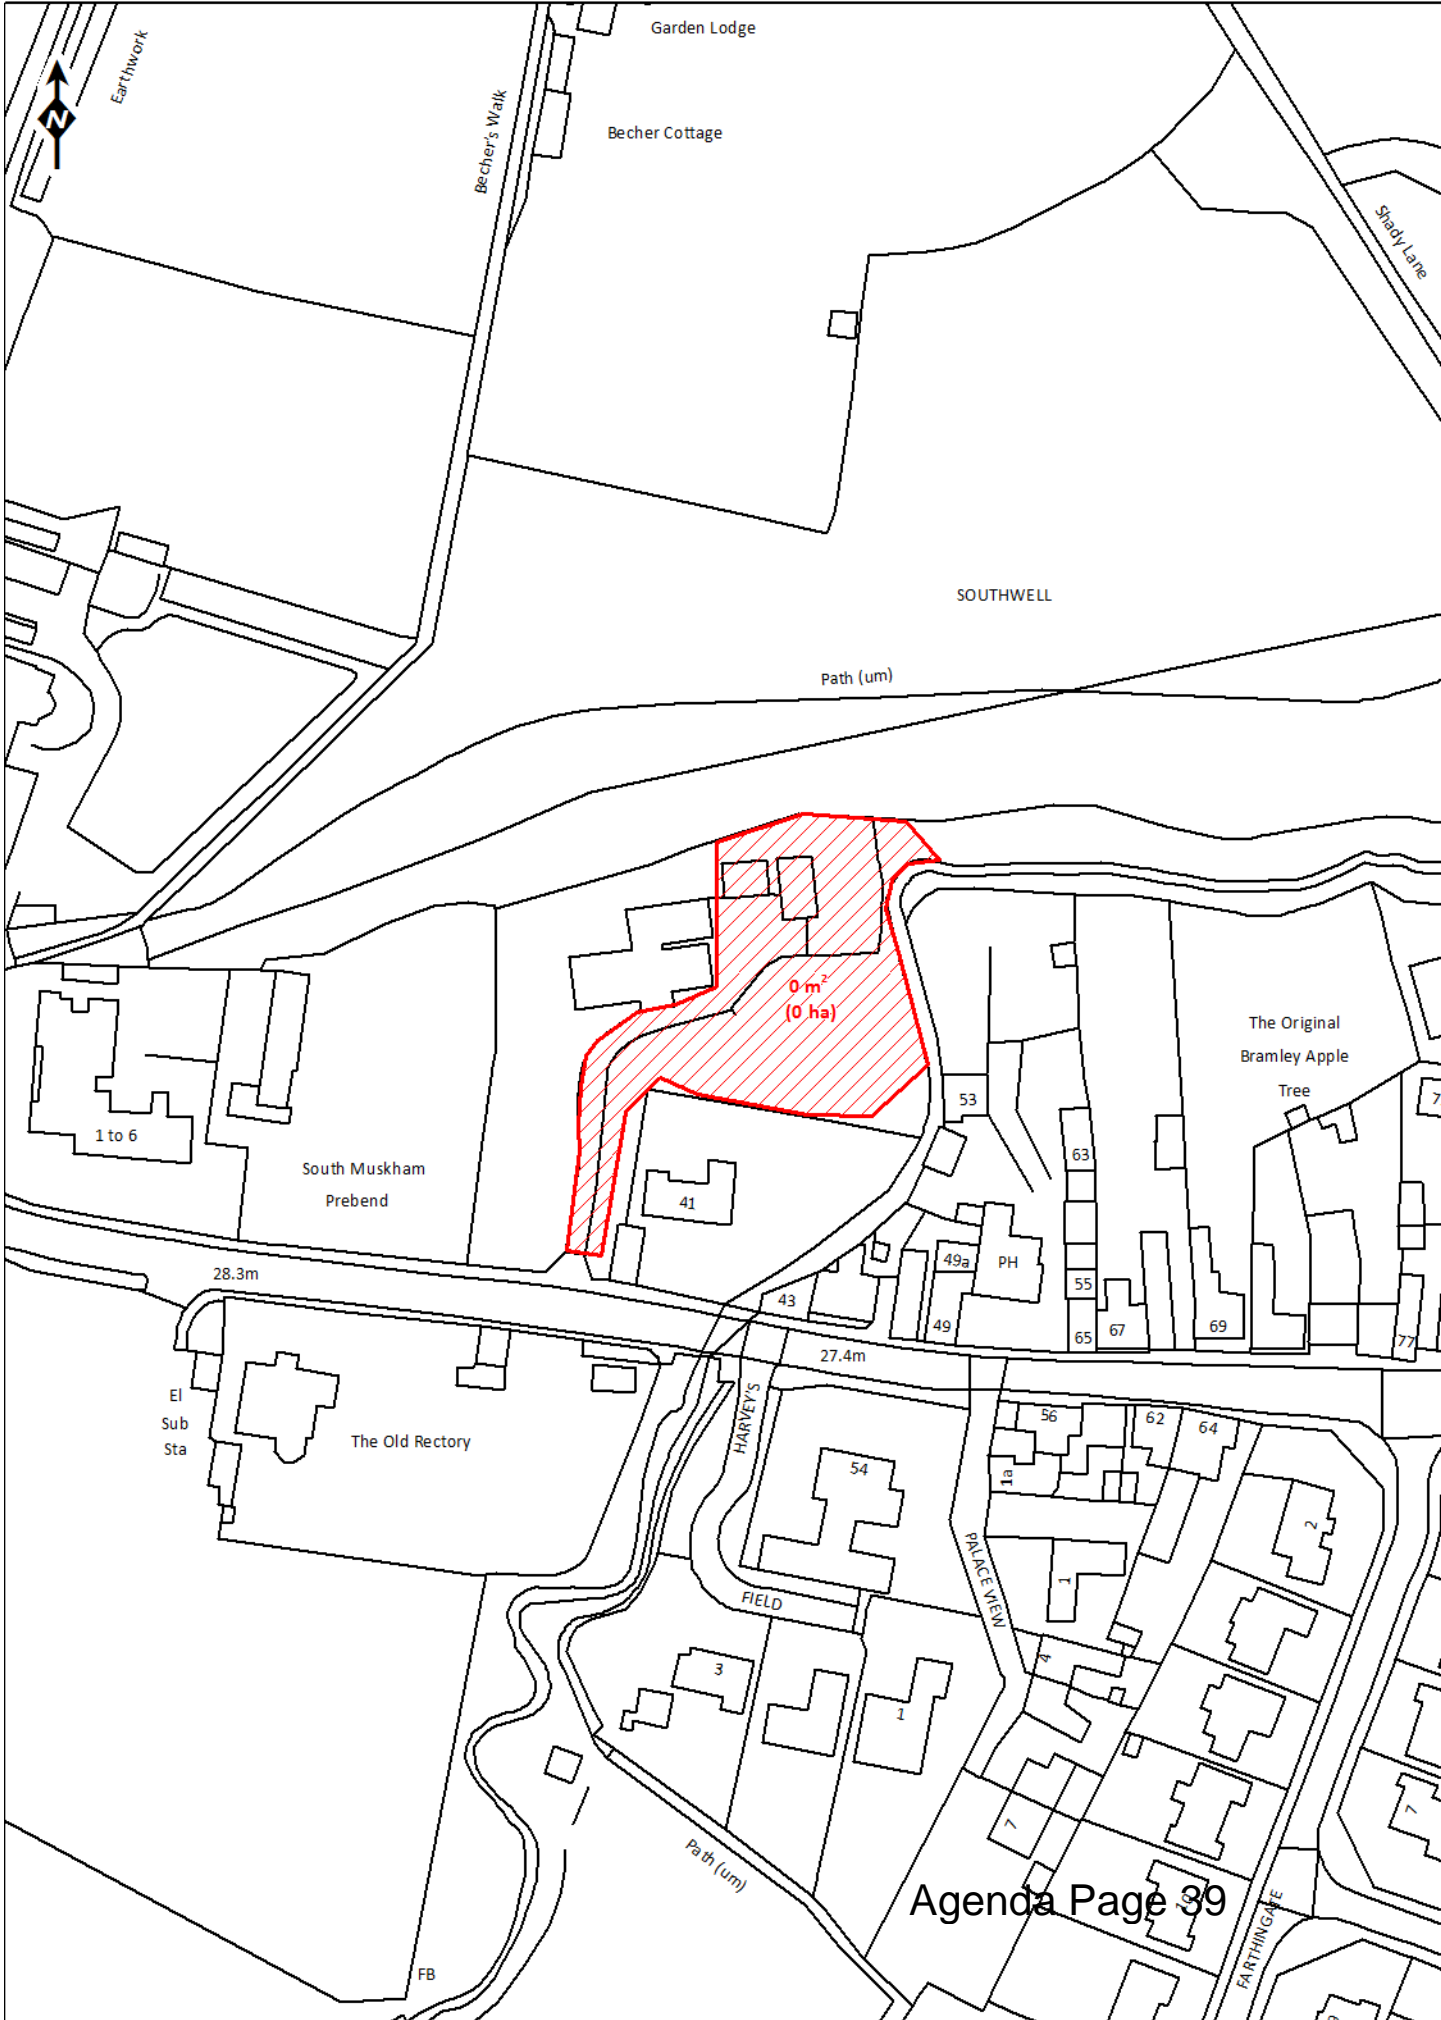 Garden Lodge
Earthwork
N
Becher's Walk
Becher Cottage
Shady Lane
SOUTHWELL
Path (um)
0 m²
(0 ha)
The Original
Bramley Apple
Tree
53
7
1 to 6
63
South Muskham
Prebend
41
49a
PH
28.3m
55
43
49
65
67
69
77
27.4m
El
Sub
Sta
The Old Rectory
HARVEY'S
56
62
64
54
1a
2
PALACE VIEW
1
FIELD
4
3
1
7
7
Path (um)
10
Agenda Page 39
FARTHINGATE
FB